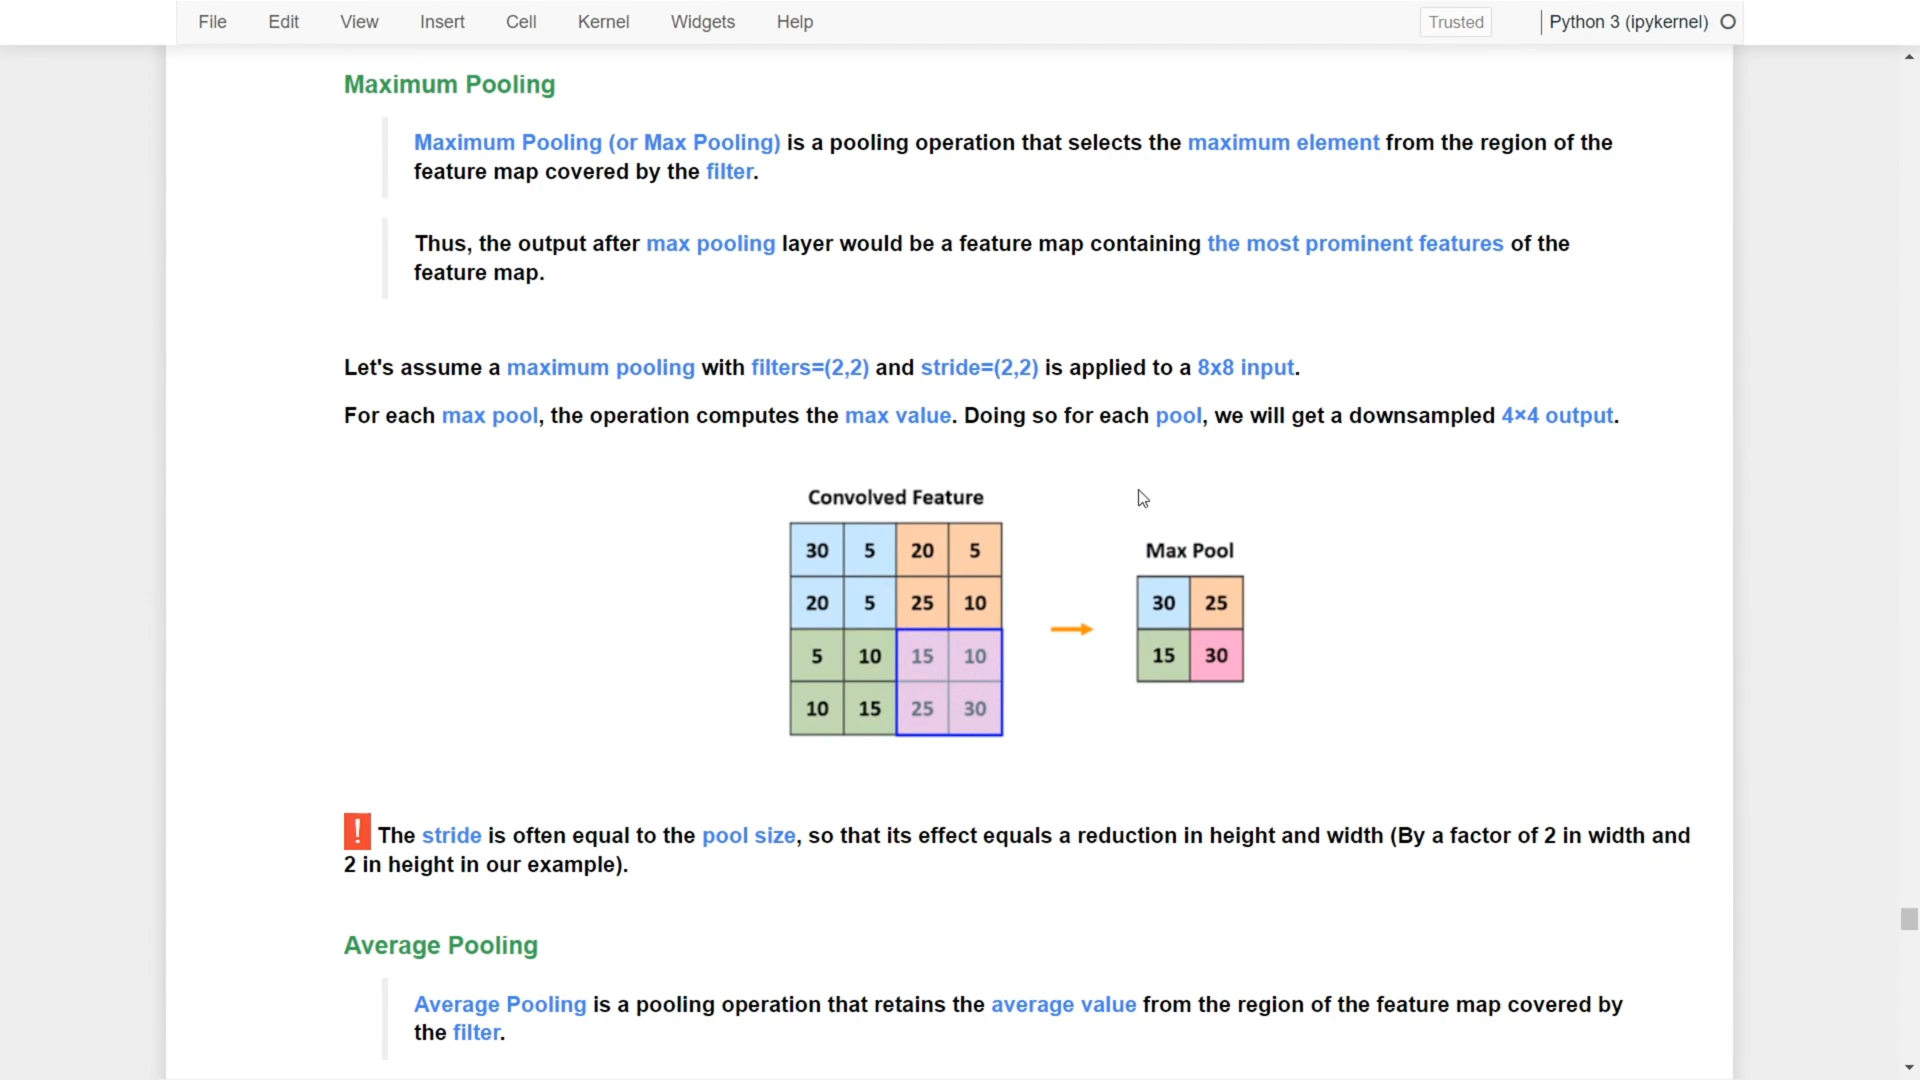 File Edit View Insert Cell Kernel Widgets Help Trusted Python 3 (ipykernel)
Maximum Pooling
Maximum Pooling (or Max Pooling) is a pooling operation that selects the maximum element from the region of the
feature map covered by the filter.
Thus, the output after max pooling layer would be a feature map containing the most prominent features of the
feature map.
Let's assume a maximum pooling with filters=(2,2) and stride=(2,2) is applied to a 8x8 input.
For each max pool, the operation computes the max value. Doing so for each pool, we will get a downsampled 4×4 output.
Convolved Feature
30 5 20 5
20 5 25 10
5 10 15 10
10 15 25 30
Max Pool
30 25
15 30
! The stride is often equal to the pool size, so that its effect equals a reduction in height and width (By a factor of 2 in width and
2 in height in our example).
Average Pooling
Average Pooling is a pooling operation that retains the average value from the region of the feature map covered by
the filter.